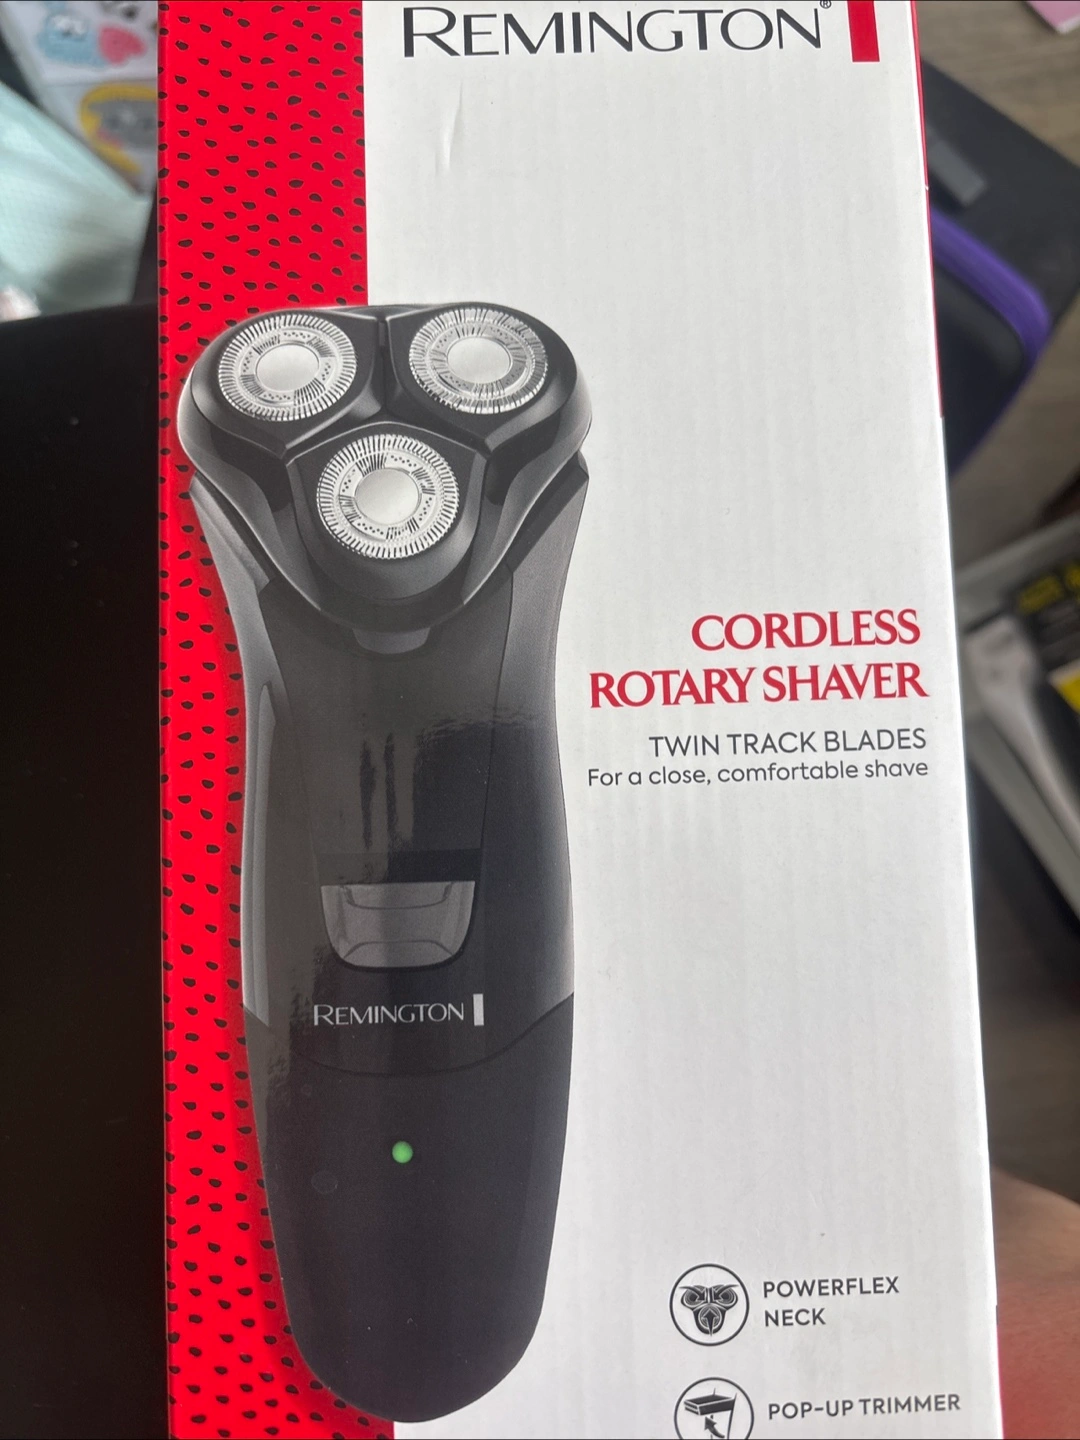 REMINGTON®
CORDLESS
ROTARY SHAVER
TWIN TRACK BLADES
For a close, comfortable shave
REMINGTON
POWERFLEX
NECK
POP-UP TRIMMER